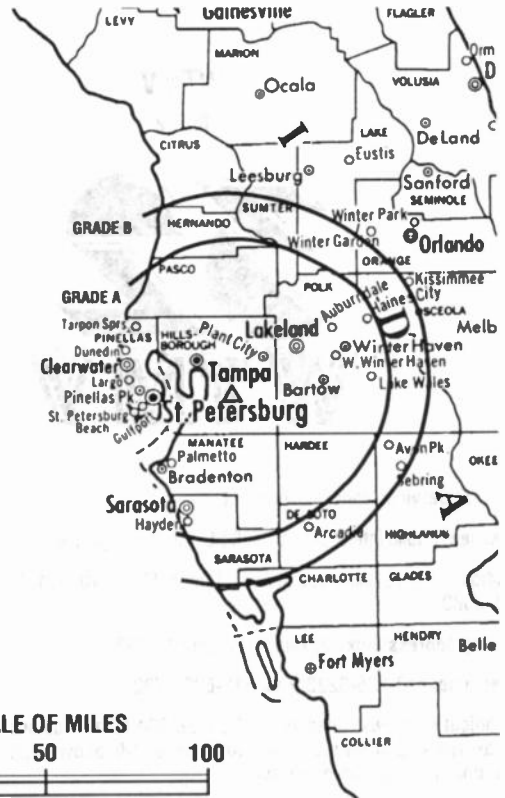 LEVY
Gainesville
FLAGLER
MARION
Orm
D
VOLUSIA
Ocala
I
DeLand
CITRUS
LAKE
Eustis
Leesburg
Sanford
SEMINOLE
SUMTER
Winter Park
GRADE B
HERNANDO
Winter Garden
Orlando
ORANGE
PASCO
Kissimmee
POLK
GRADE A
Auburndale
Haines City
OSCEOLA
Tarpon Sprs.
PINELLAS
HILLS-
BOROUGH
Plant City
Lakeland
D
Melb
Dunedin
Winter Haven
Clearwater
Tampa
W. Winter Haven
Largo
Bartow
Lake Wales
Pinellas Pk.
St. Petersburg
St. Petersburg
Beach
Gulfport
MANATEE
HARDEE
Avon Pk
Palmetto
OKEE
Bradenton
Sebring
A
Sarasota
DE SOTO
Hayden
Arcadia
HIGHLANDS
SARASOTA
CHARLOTTE
GLADES
LEE
HENDRY
Belle
Fort Myers
LE OF MILES
50
100
COLLIER